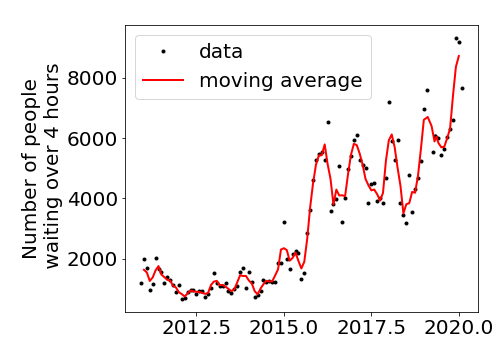 data
moving average
Number of people
waiting over 4 hours
8000
6000
4000
2000
2012.5 2015.0 2017.5 2020.0